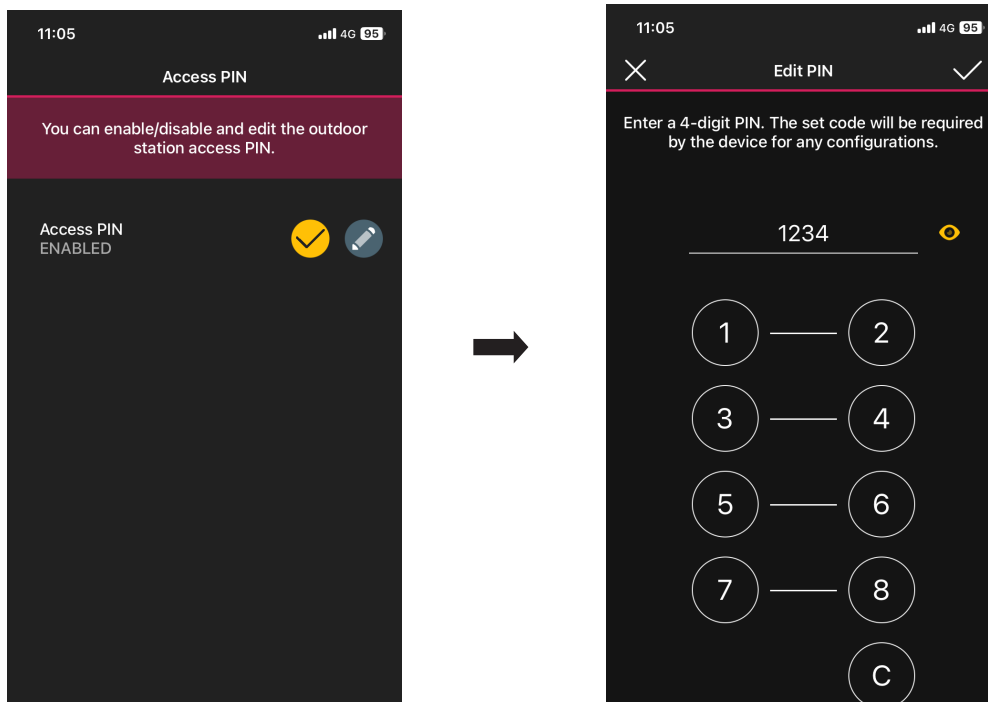 11:05 4G 95
Access PIN
You can enable/disable and edit the outdoor
station access PIN.
Access PIN
ENABLED
11:05 4G 95
Edit PIN
Enter a 4-digit PIN. The set code will be required
by the device for any configurations.
1234
1 2
3 4
5 6
7 8
C